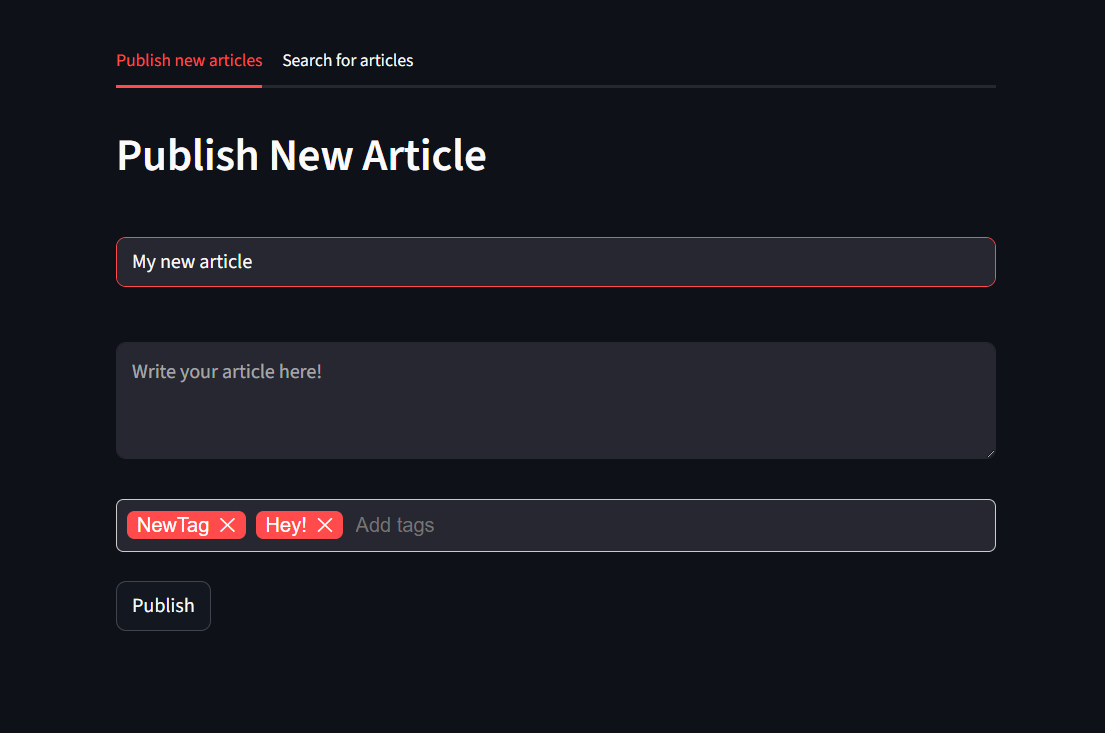 Publish new articles Search for articles
Publish New Article
My new article
Write your article here!
NewTag Hey! Add tags
Publish